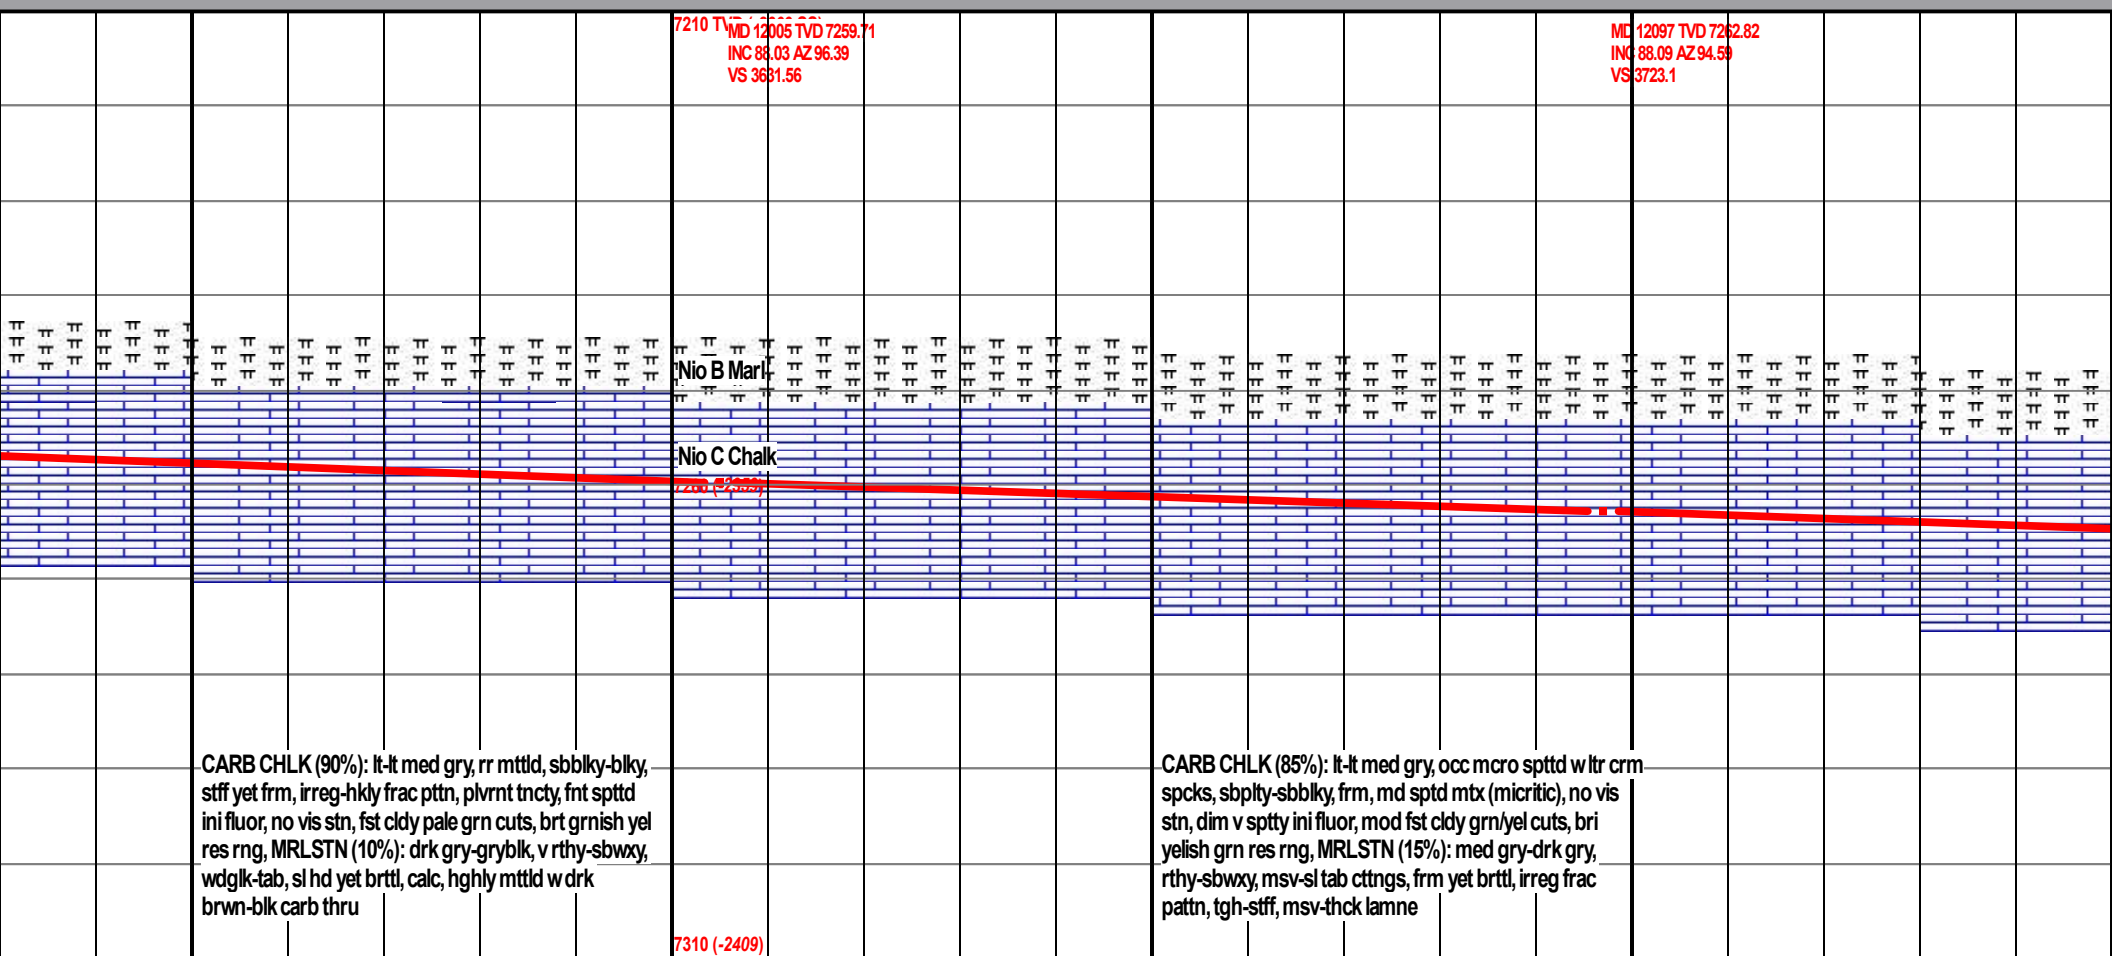 7210 TV
MD 12005 TVD 7259.71
INC 88.03 AZ 96.39
VS 3631.56
MD 12097 TVD 7262.82
INC 88.09 AZ 94.59
VS 3723.1
Nio B Marl
Nio C Chalk
7260 (-2359)
CARB CHLK (90%): lt-lt med gry, rr mttld, sbblky-blky,
stff yet frm, irreg-hkly frac pttn, plvrnt tncty, fnt spttd
ini fluor, no vis stn, fst cldy pale grn cuts, brt grnish yel
res rng, MRLSTN (10%): drk gry-gryblk, v rthy-sbwxy,
wdglk-tab, sl hd yet brttl, calc, hghly mttld w drk
brwn-blk carb thru
CARB CHLK (85%): lt-lt med gry, occ mcro spttd w ltr crm
spcks, sbplty-sbblky, frm, md sptd mtx (micritic), no vis
stn, dim v sptty ini fluor, mod fst cldy grn/yel cuts, bri
yelish grn res rng, MRLSTN (15%): med gry-drk gry,
rthy-sbwxy, msv-sl tab cttngs, frm yet brttl, irreg frac
pattn, tgh-stff, msv-thck lamne
7310 (-2409)